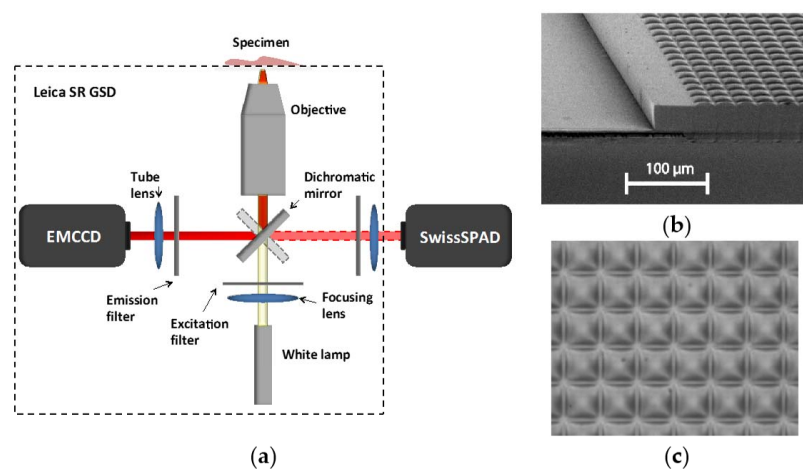 Specimen
Leica SR GSD
Objective
Tube
lens
Dichromatic
mirror
EMCCD
SwissSPAD
Emission
filter
Excitation
filter
Focusing
lens
White lamp
(a)
100 μm
(b)
(c)